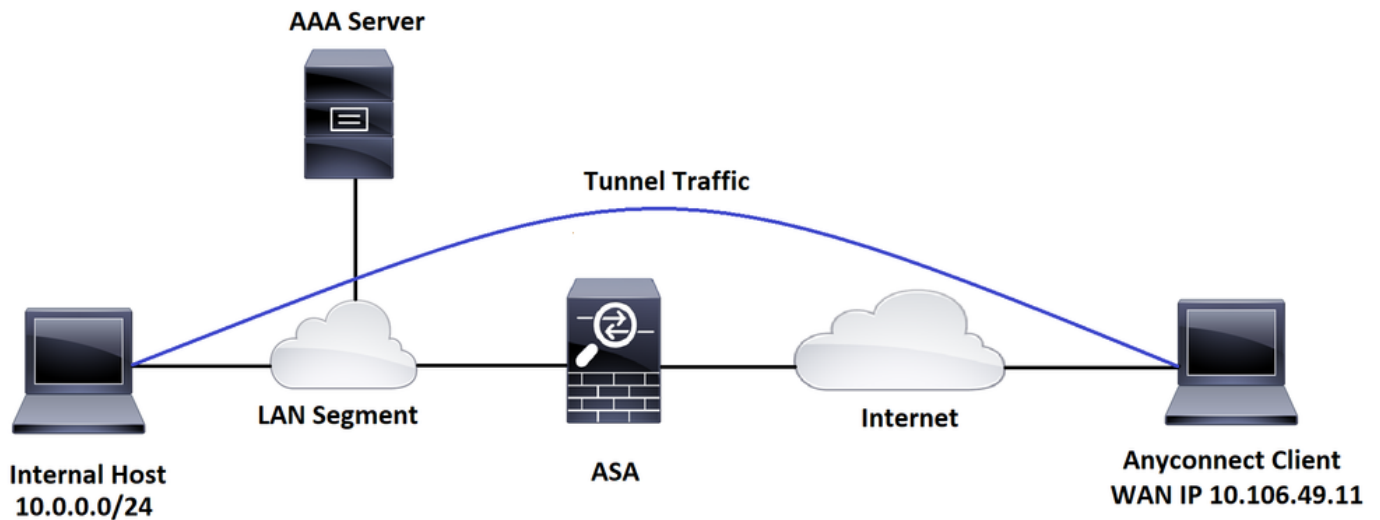 AAA Server
Tunnel Traffic
LAN Segment
Internet
ASA
Internal Host
10.0.0.0/24
Anyconnect Client
WAN IP 10.106.49.11